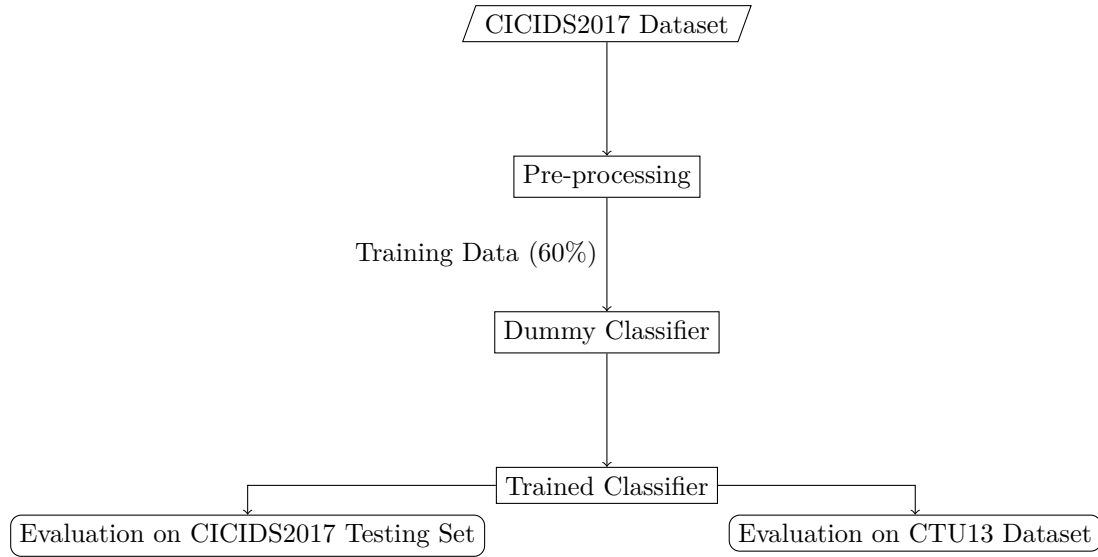 CICIDS2017 Dataset
Pre-processing
Training Data (60%)
Dummy Classifier
Trained Classifier
Evaluation on CICIDS2017 Testing Set
Evaluation on CTU13 Dataset